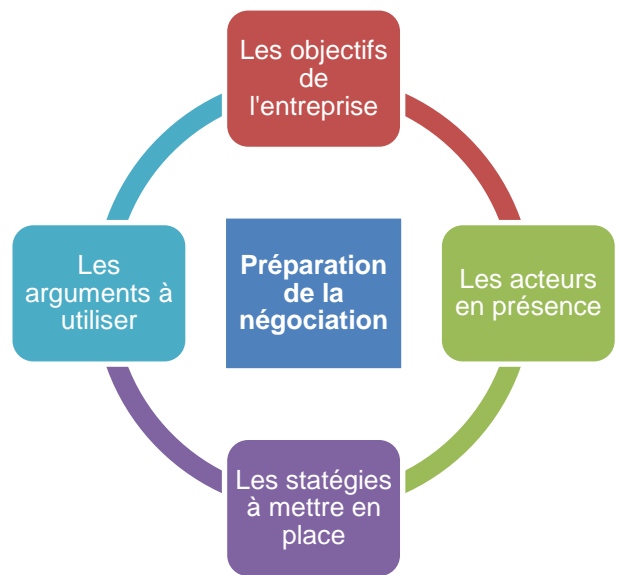 Les objectifs
de
l'entreprise
Les
arguments à
utiliser
Préparation
de la
négociation
Les acteurs
en présence
Les statégies
à mettre en
place